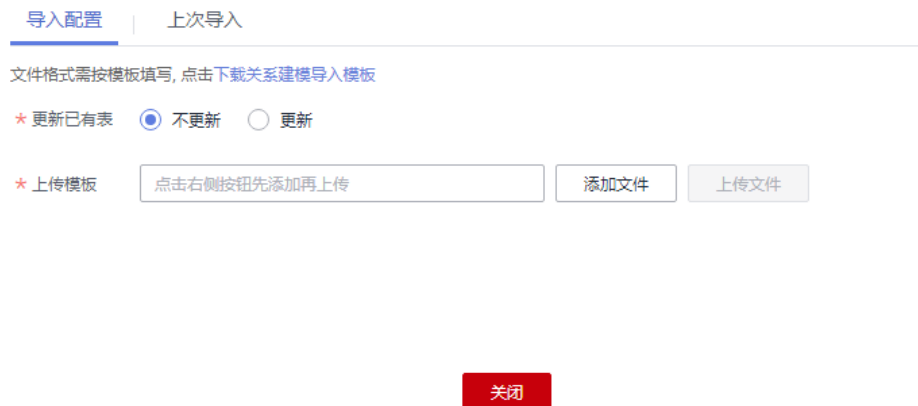 导入配置 上次导入
文件格式需按模板填写, 点击下载关系建模导入模板
* 更新已有表 不更新 更新
* 上传模板 点击右侧按钮先添加再上传 添加文件 上传文件
关闭